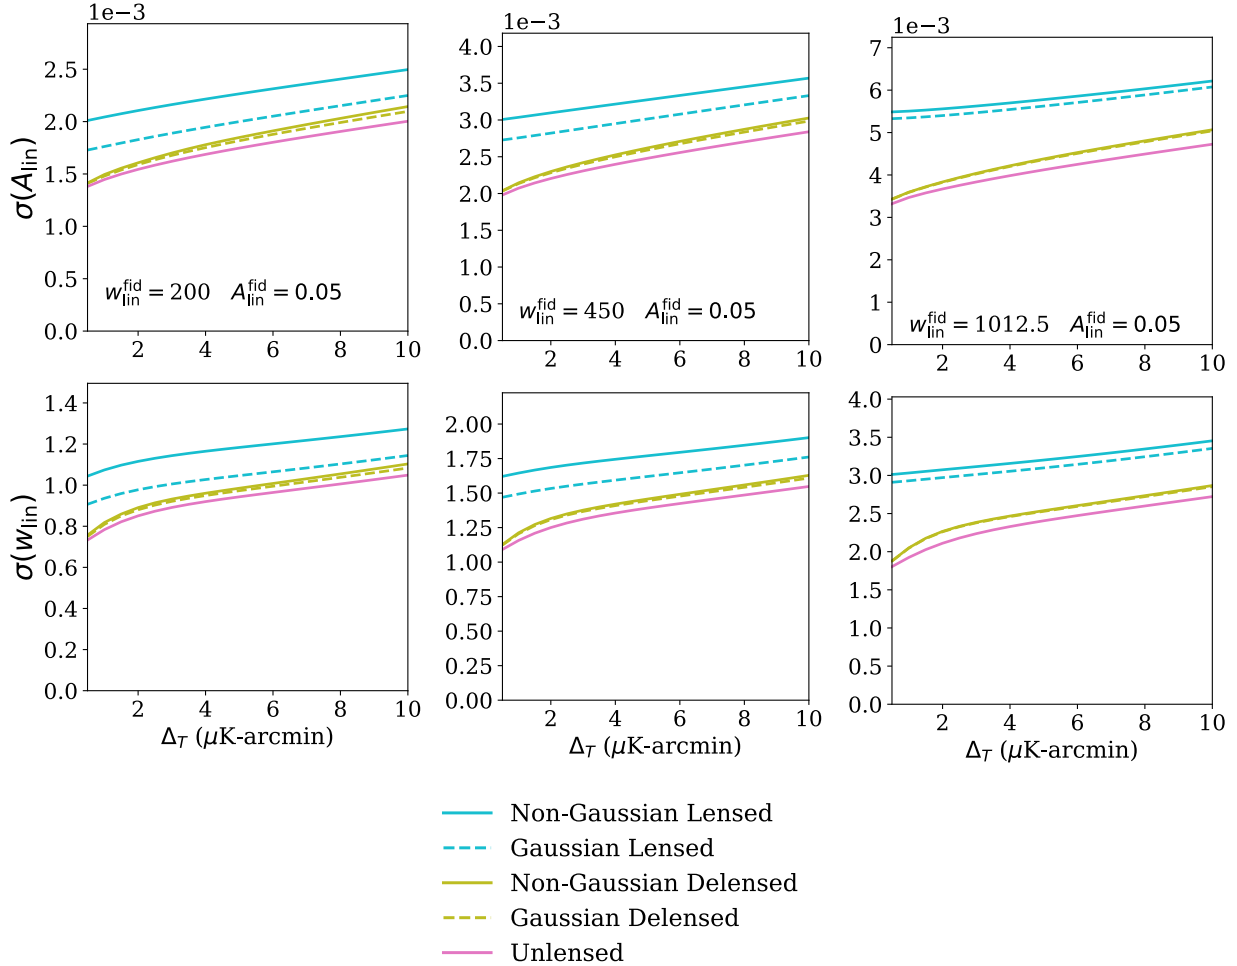 1e−3
2.5
2.0
1.5
1.0
0.5
0.0
σ(A_lin)
w_lin^fid = 200 A_lin^fid = 0.05
2 4 6 8 10
1e−3
4.0
3.5
3.0
2.5
2.0
1.5
1.0
0.5
0.0
w_lin^fid = 450 A_lin^fid = 0.05
2 4 6 8 10
1e−3
7
6
5
4
3
2
1
0
w_lin^fid = 1012.5 A_lin^fid = 0.05
2 4 6 8 10
1.4
1.2
1.0
0.8
0.6
0.4
0.2
0.0
σ(w_lin)
2 4 6 8 10
Δ_T (μK-arcmin)
2.00
1.75
1.50
1.25
1.00
0.75
0.50
0.25
0.00
2 4 6 8 10
Δ_T (μK-arcmin)
4.0
3.5
3.0
2.5
2.0
1.5
1.0
0.5
0.0
2 4 6 8 10
Δ_T (μK-arcmin)
Non-Gaussian Lensed
Gaussian Lensed
Non-Gaussian Delensed
Gaussian Delensed
Unlensed